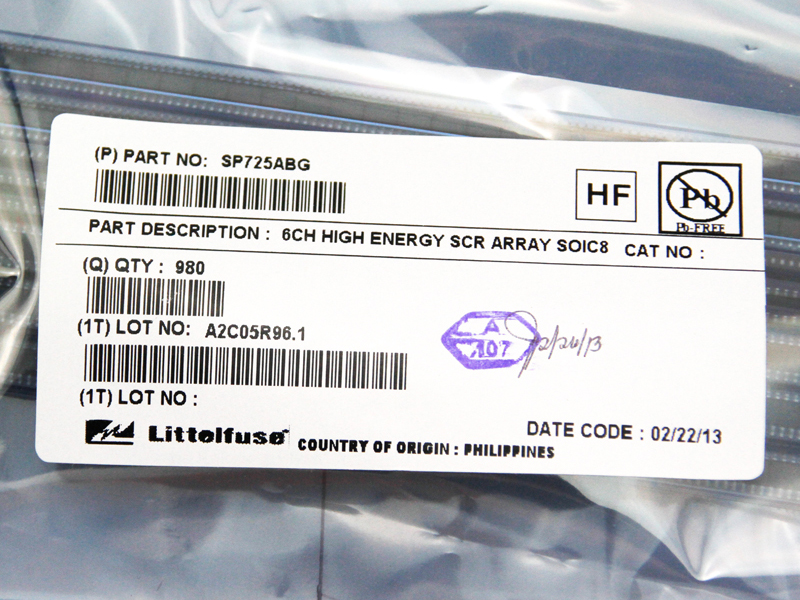 (P) PART NO: SP725ABG
HF
Pb
Pb-FREE
PART DESCRIPTION : 6CH HIGH ENERGY SCR ARRAY SOIC8 CAT NO :
(Q) QTY : 980
(1T) LOT NO: A2C05R96.1
A
107
2/26/13
(1T) LOT NO :
Littelfuse
COUNTRY OF ORIGIN : PHILIPPINES
DATE CODE : 02/22/13